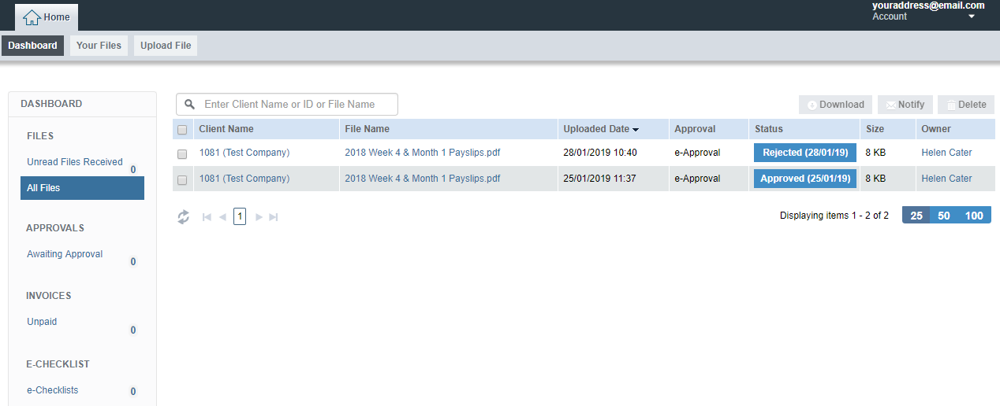 Home
youraddress@email.com
Account
Dashboard Your Files Upload File
DASHBOARD
FILES
Unread Files Received 0
All Files
APPROVALS
Awaiting Approval 0
INVOICES
Unpaid 0
E-CHECKLIST
e-Checklists 0
Enter Client Name or ID or File Name
Download Notify Delete
Client Name File Name Uploaded Date Approval Status Size Owner
1081 (Test Company) 2018 Week 4 & Month 1 Payslips.pdf 28/01/2019 10:40 e-Approval Rejected (28/01/19) 8 KB Helen Cater
1081 (Test Company) 2018 Week 4 & Month 1 Payslips.pdf 25/01/2019 11:37 e-Approval Approved (25/01/19) 8 KB Helen Cater
1 Displaying items 1 - 2 of 2 25 50 100